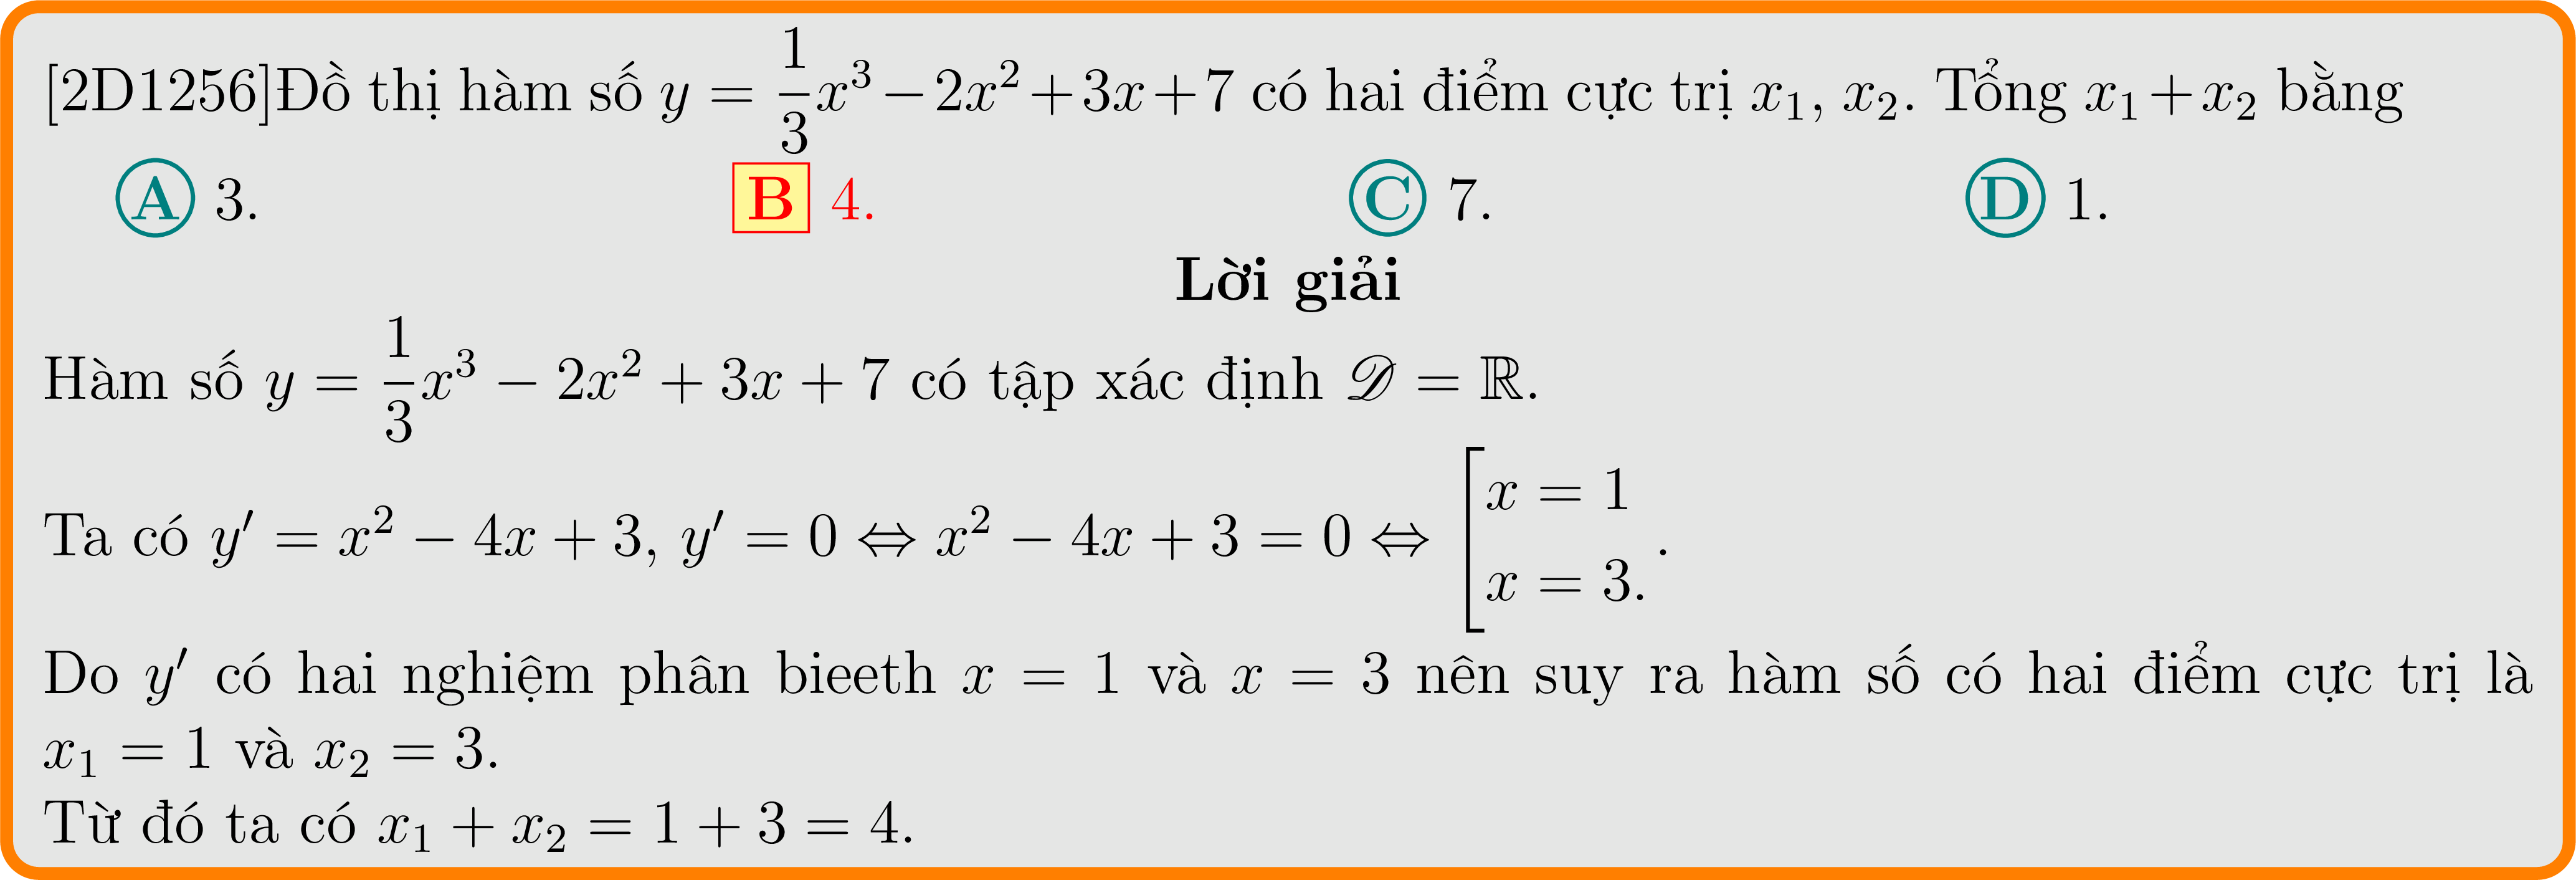 [2D1256]Đồ thị hàm số $y = \dfrac{1}{3}x^3 - 2x^2 + 3x + 7$ có hai điểm cực trị $x_1$, $x_2$. Tổng $x_1 + x_2$ bằng
A 3. B 4. C 7. D 1.
Lời giải
Hàm số $y = \dfrac{1}{3}x^3 - 2x^2 + 3x + 7$ có tập xác định $\mathscr{D} = \mathbb{R}$.
Ta có $y' = x^2 - 4x + 3$, $y' = 0 \Leftrightarrow x^2 - 4x + 3 = 0 \Leftrightarrow \left[\begin{array}{l} x = 1 \\ x = 3. \end{array}\right.$.
Do $y'$ có hai nghiệm phân bieeth $x = 1$ và $x = 3$ nên suy ra hàm số có hai điểm cực trị là
$x_1 = 1$ và $x_2 = 3$.
Từ đó ta có $x_1 + x_2 = 1 + 3 = 4$.